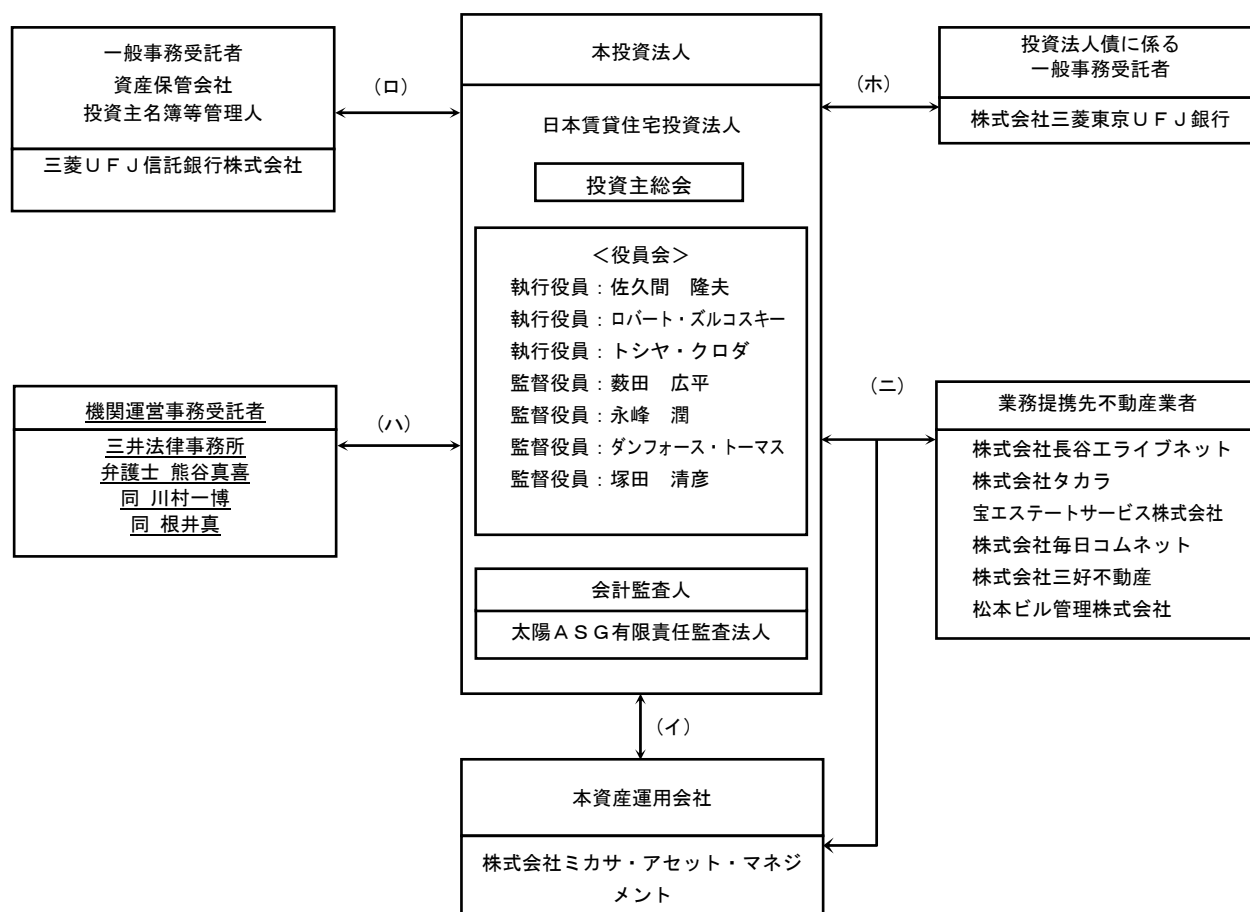 一般事務受託者
資産保管会社
投資主名簿等管理人
三菱UFJ信託銀行株式会社
(ロ)
本投資法人
日本賃貸住宅投資法人
投資主総会
<役員会>
執行役員:佐久間 隆夫
執行役員:ロバート・ズルコスキー
執行役員:トシヤ・クロダ
監督役員:薮田 広平
監督役員:永峰 潤
監督役員:ダンフォース・トーマス
監督役員:塚田 清彦
会計監査人
太陽ASG有限責任監査法人
(ホ)
投資法人債に係る
一般事務受託者
株式会社三菱東京UFJ銀行
機関運営事務受託者
三井法律事務所
弁護士 熊谷真喜
同 川村一博
同 根井真
(ハ)
(ニ)
業務提携先不動産業者
株式会社長谷工ライブネット
株式会社タカラ
宝エステートサービス株式会社
株式会社毎日コムネット
株式会社三好不動産
松本ビル管理株式会社
(イ)
本資産運用会社
株式会社ミカサ・アセット・マネジ
メント